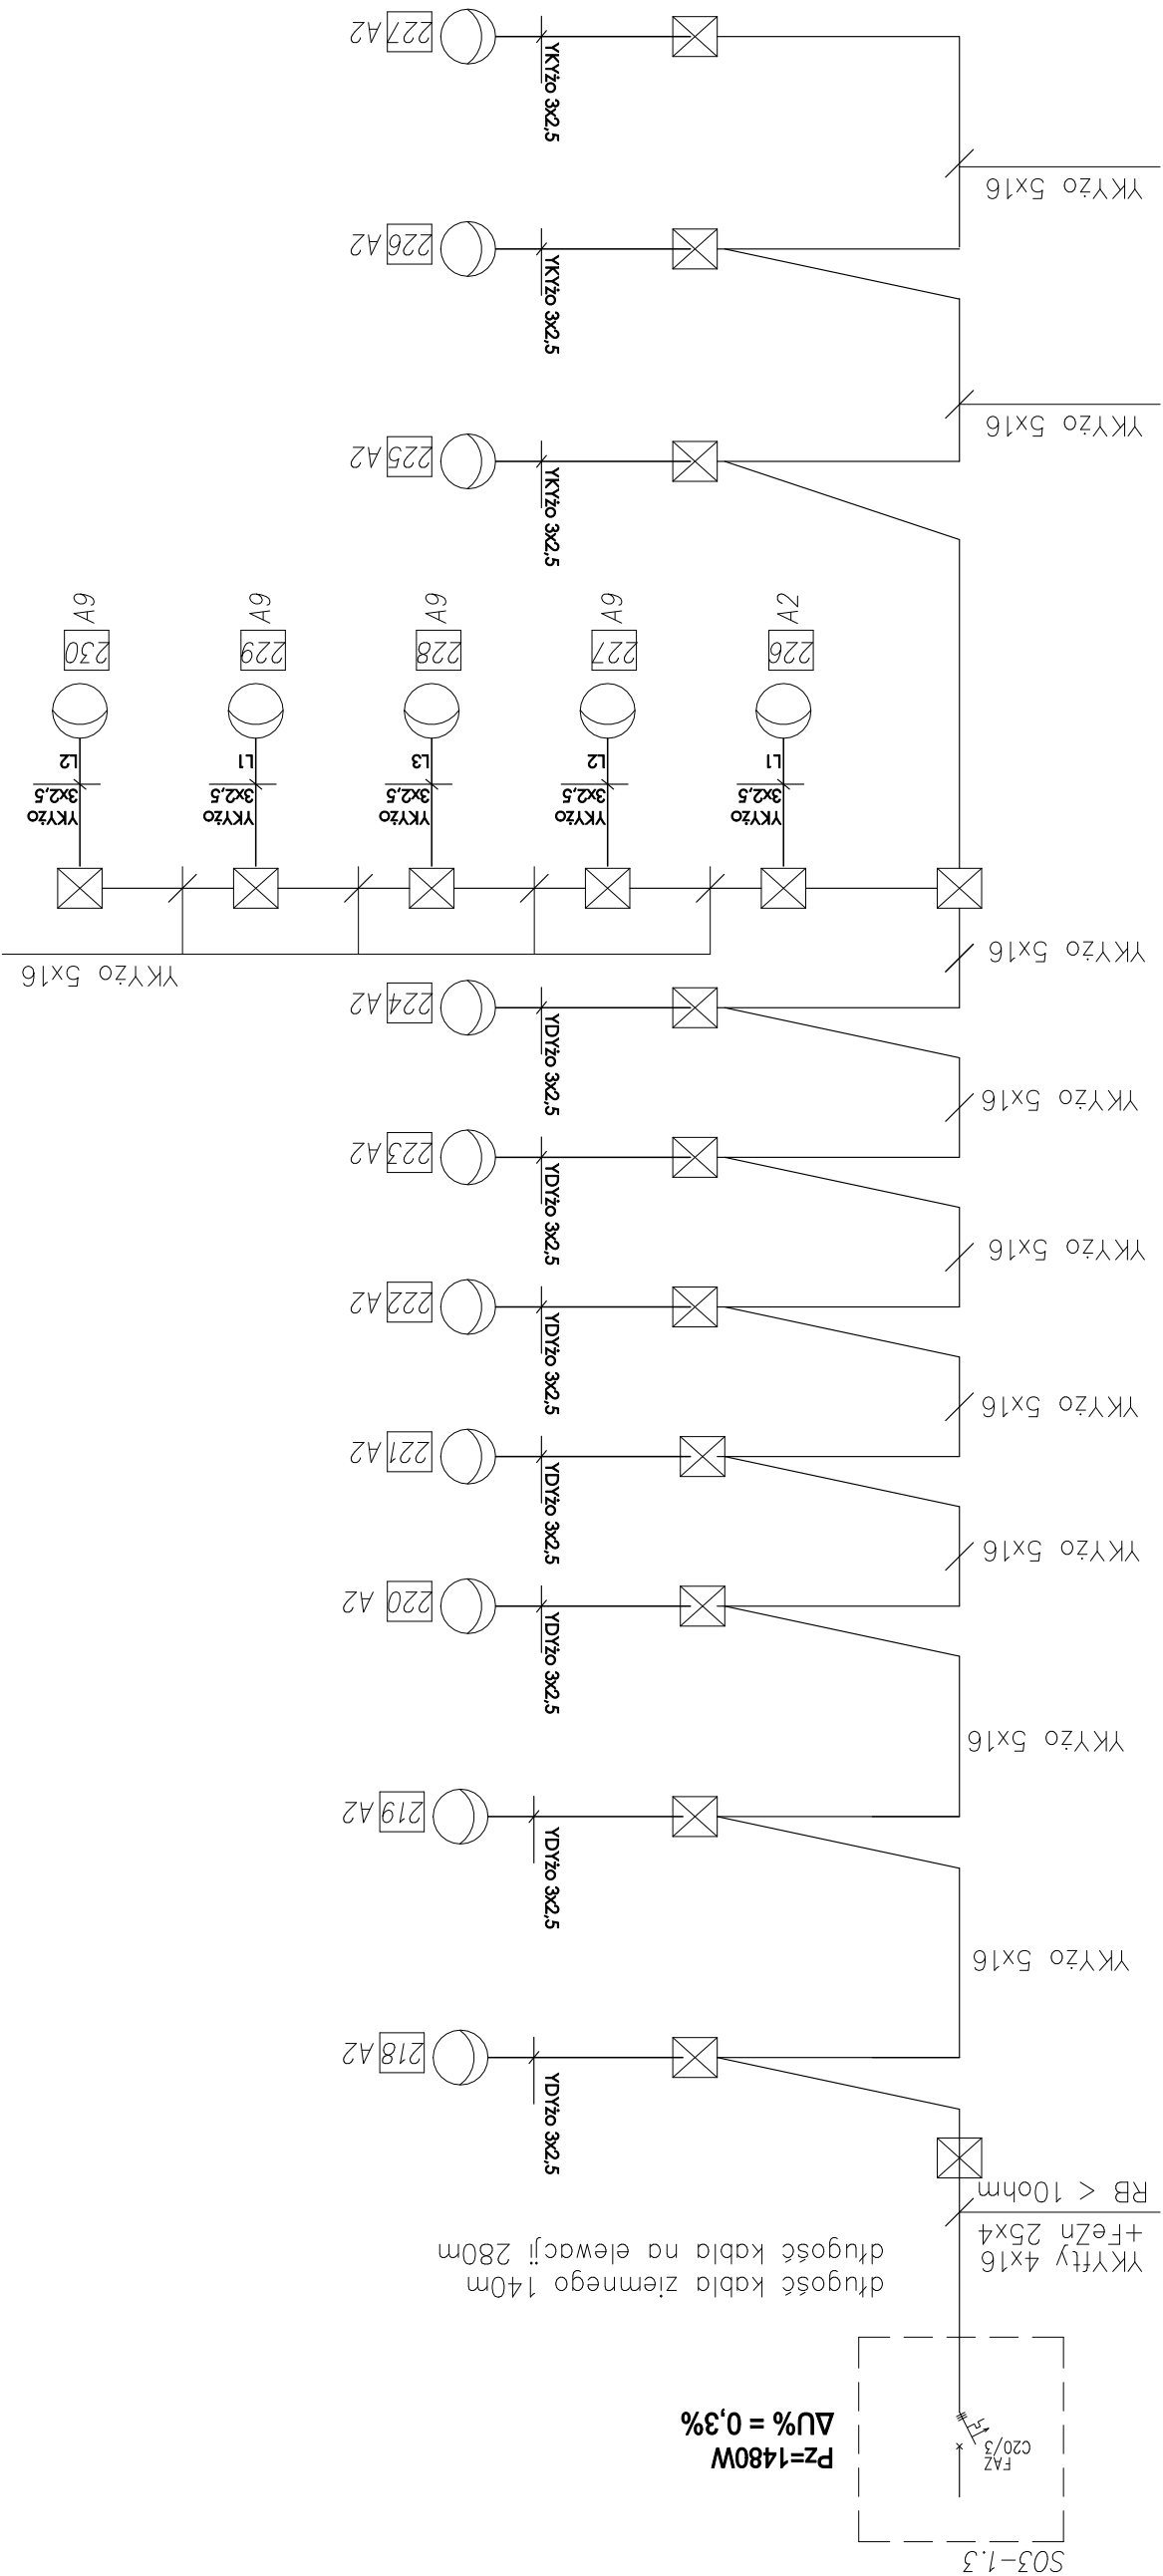 S03-1.3
FAZ
C20/3
Pz=1480W
ΔU% = 0,3%
długość kabla ziemnego 140m
długość kabla na elewacji 280m
YKYfty 4x16
+FeZn 25x4
RB < 10ohm
YDYżo 3x2,5
218 A2
YKYżo 5x16
YDYżo 3x2,5
219 A2
YKYżo 5x16
YDYżo 3x2,5
220 A2
YKYżo 5x16
YDYżo 3x2,5
221 A2
YKYżo 5x16
YDYżo 3x2,5
222 A2
YKYżo 5x16
YDYżo 3x2,5
223 A2
YKYżo 5x16
YDYżo 3x2,5
224 A2
YKYżo 5x16
YKYżo 5x16
YKYżo
3x2,5
L1
226
A2
YKYżo
3x2,5
L2
227
A9
YKYżo
3x2,5
L3
228
A9
YKYżo
3x2,5
L1
229
A9
YKYżo
3x2,5
L2
230
A9
YKYżo 3x2,5
225 A2
YKYżo 5x16
YKYżo 3x2,5
226 A2
YKYżo 5x16
YKYżo 3x2,5
227 A2